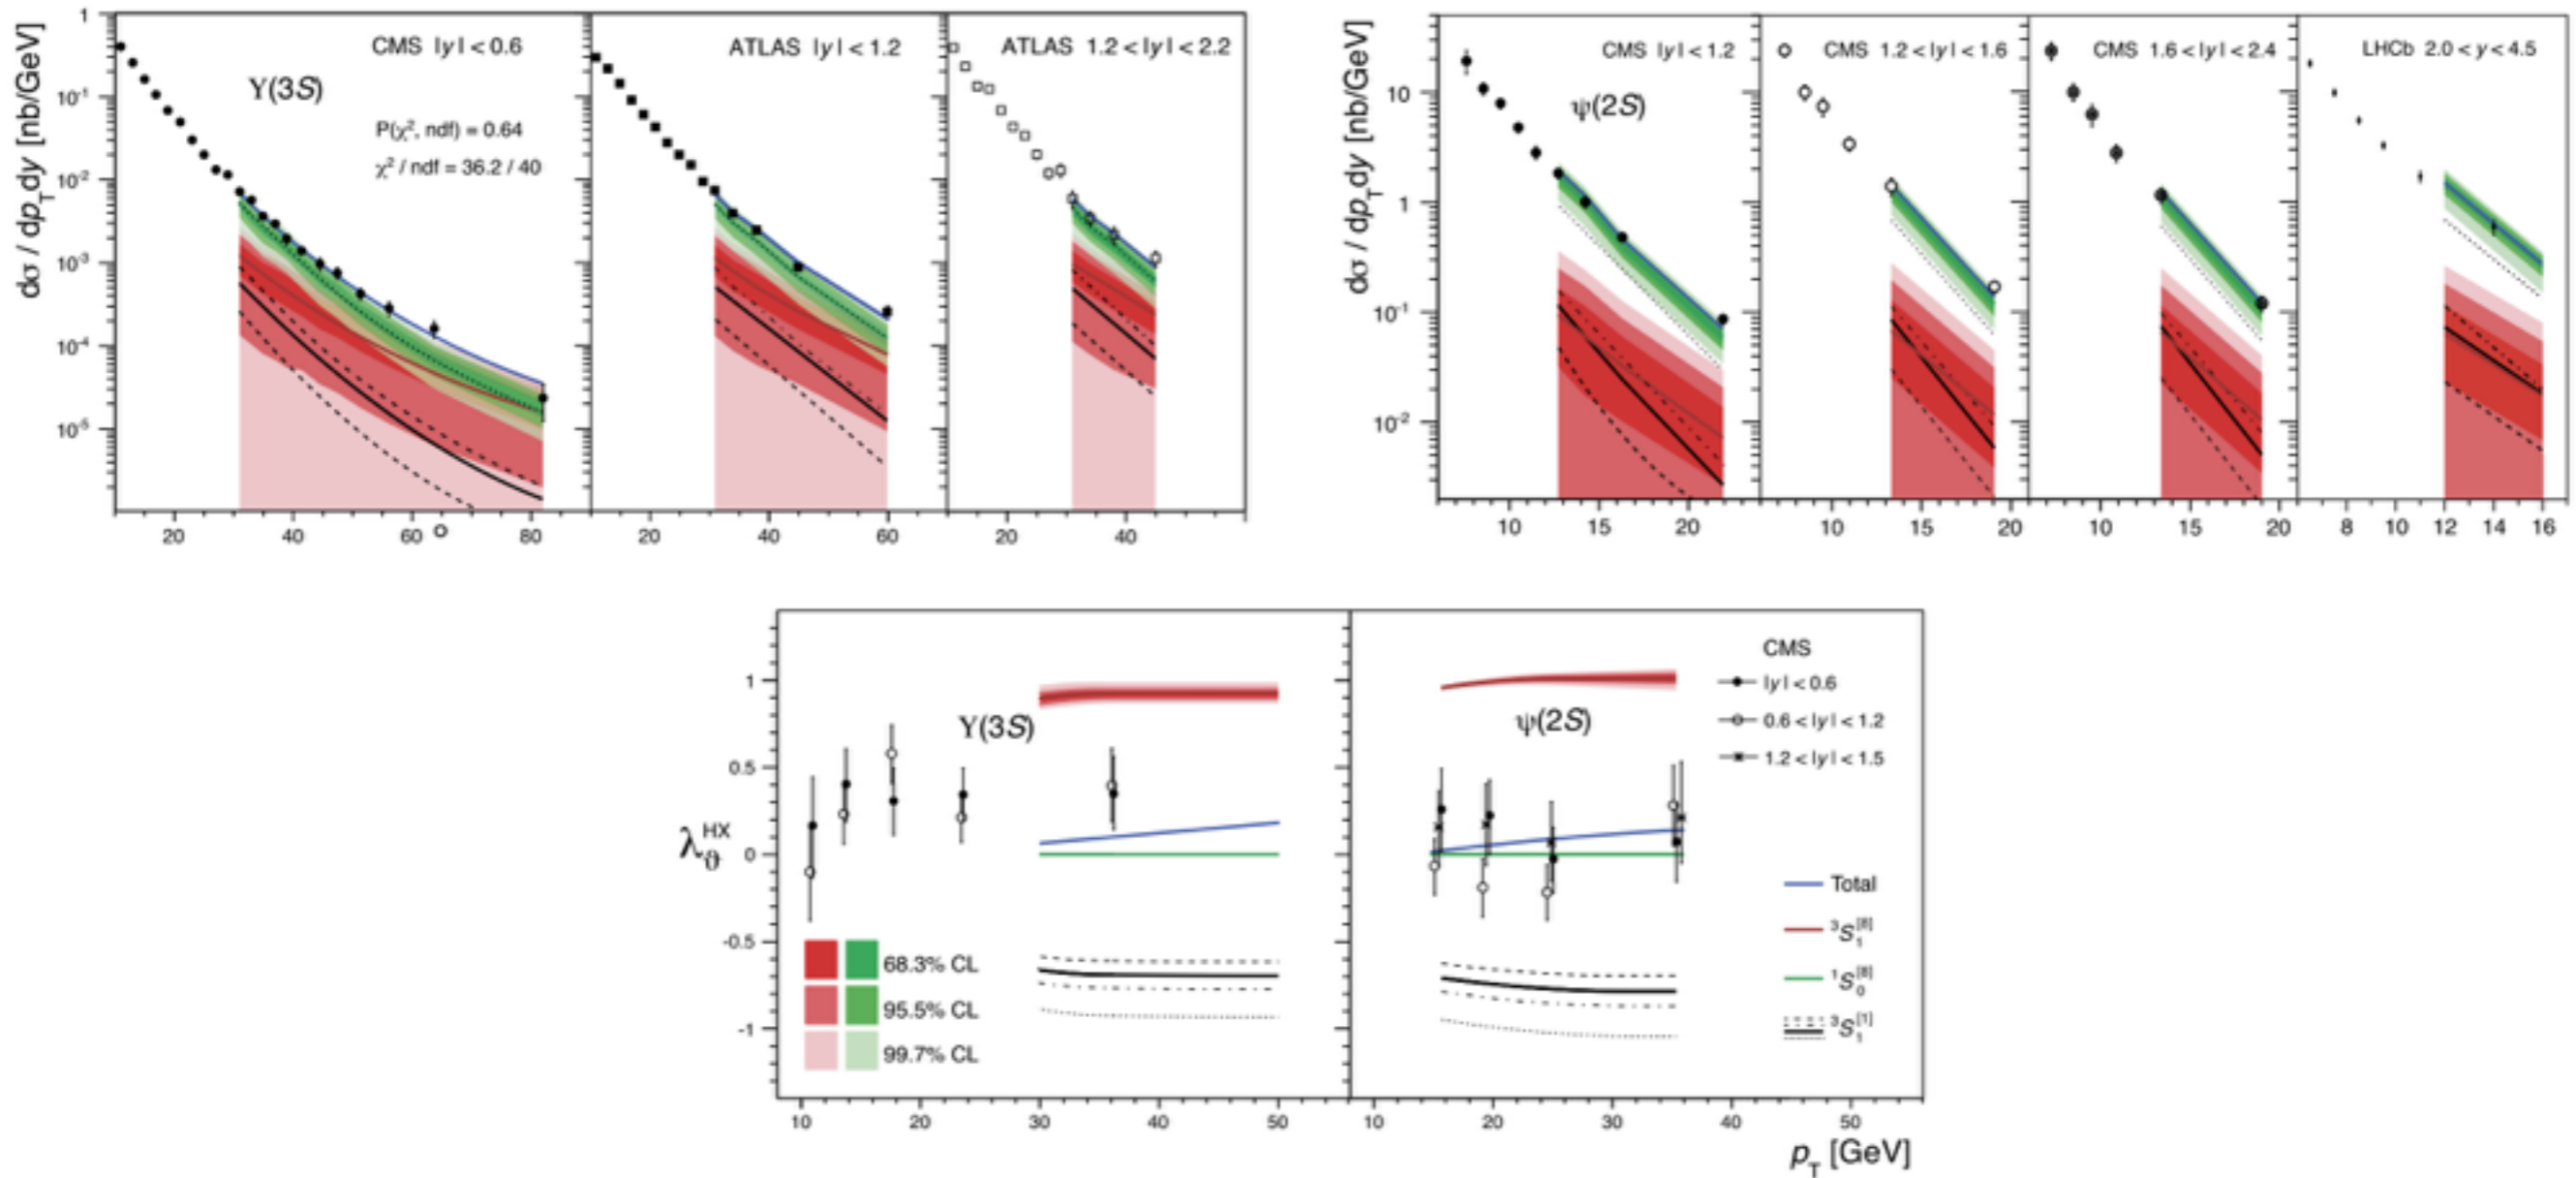 CMS |y| < 0.6
ATLAS |y| < 1.2
ATLAS 1.2 < |y| < 2.2
Υ(3S)
P(χ², ndf) = 0.64
χ² / ndf = 36.2 / 40
dσ / dp_T dy [nb/GeV]
1
10⁻¹
10⁻²
10⁻³
10⁻⁴
10⁻⁵
20 40 60 80
20 40 60
20 40
CMS |y| < 1.2
CMS 1.2 < |y| < 1.6
CMS 1.6 < |y| < 2.4
LHCb 2.0 < y < 4.5
ψ(2S)
dσ / dp_T dy [nb/GeV]
10
1
10⁻¹
10⁻²
10 15 20
10 15 20
10 15 20
8 10 12 14 16
CMS
|y| < 0.6
0.6 < |y| < 1.2
1.2 < |y| < 1.5
Υ(3S)
ψ(2S)
λ_ϑ^HX
1
0.5
0
-0.5
-1
68.3% CL
95.5% CL
99.7% CL
Total
³S₁^[8]
¹S₀^[8]
³S₁^[1]
10 20 30 40 50
10 20 30 40 50
p_T [GeV]